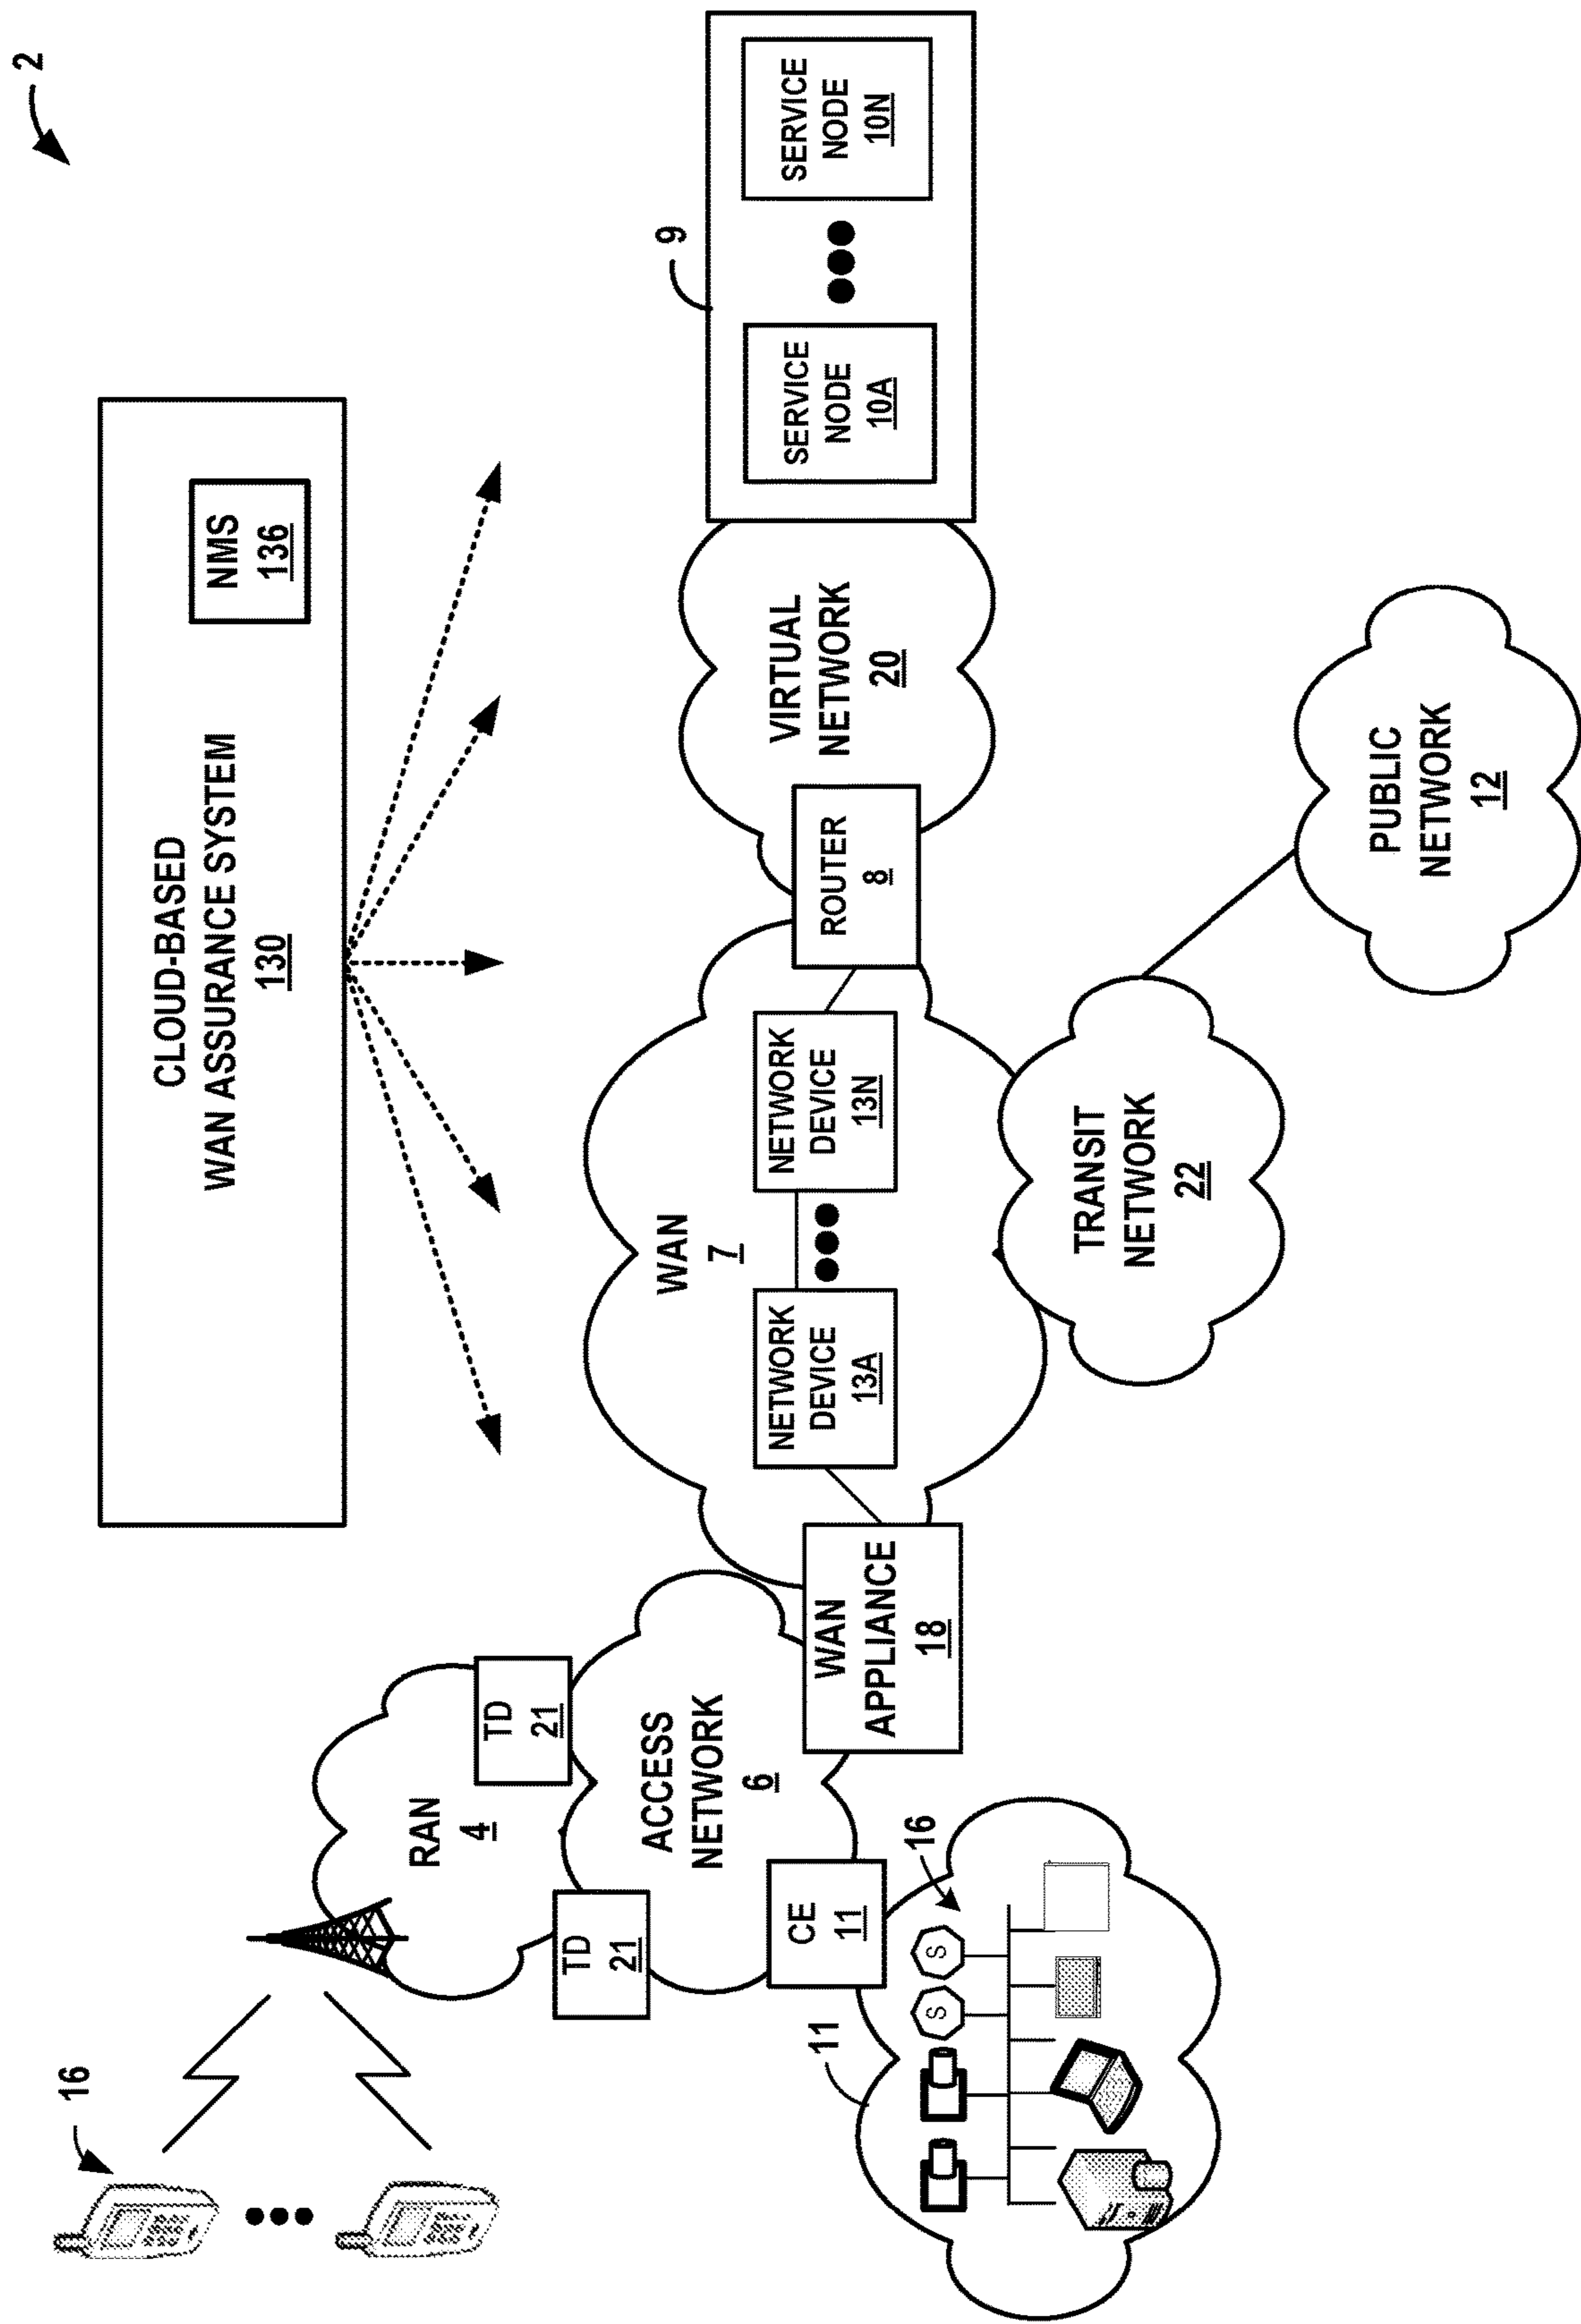 2
CLOUD-BASED
WAN ASSURANCE SYSTEM
130
NMS
136
16
RAN
4
TD
21
TD
21
ACCESS
NETWORK
6
CE
11
11
16
S
S
WAN
APPLIANCE
18
WAN
7
NETWORK
DEVICE
13A
NETWORK
DEVICE
13N
ROUTER
8
VIRTUAL
NETWORK
20
9
SERVICE
NODE
10A
SERVICE
NODE
10N
TRANSIT
NETWORK
22
PUBLIC
NETWORK
12